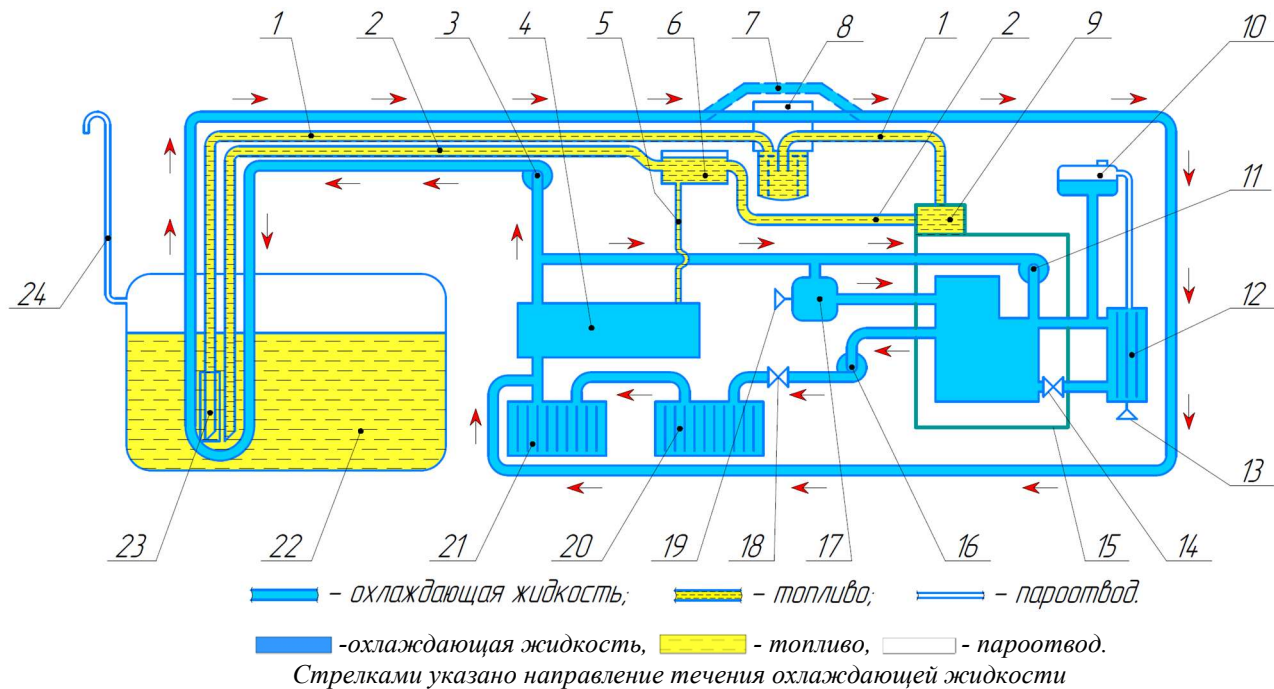 1 2 3 4 5 6 7 8 1 2 9 10
11
12
13
24
23 22 21 20 19 18 17 16 15 14
– охлаждающая жидкость; – топливо; – пароотвод.
-охлаждающая жидкость, - топливо, - пароотвод.
Стрелками указано направление течения охлаждающей жидкости